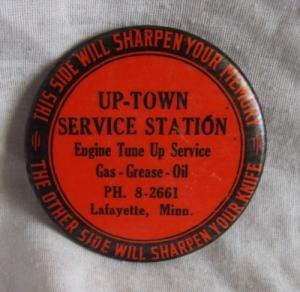 THIS SIDE WILL SHARPEN YOUR MEMORY
UP-TOWN
SERVICE STATION
Engine Tune Up Service
Gas - Grease - Oil
PH. 8-2661
Lafayette, Minn.
THE OTHER SIDE WILL SHARPEN YOUR KNIFE